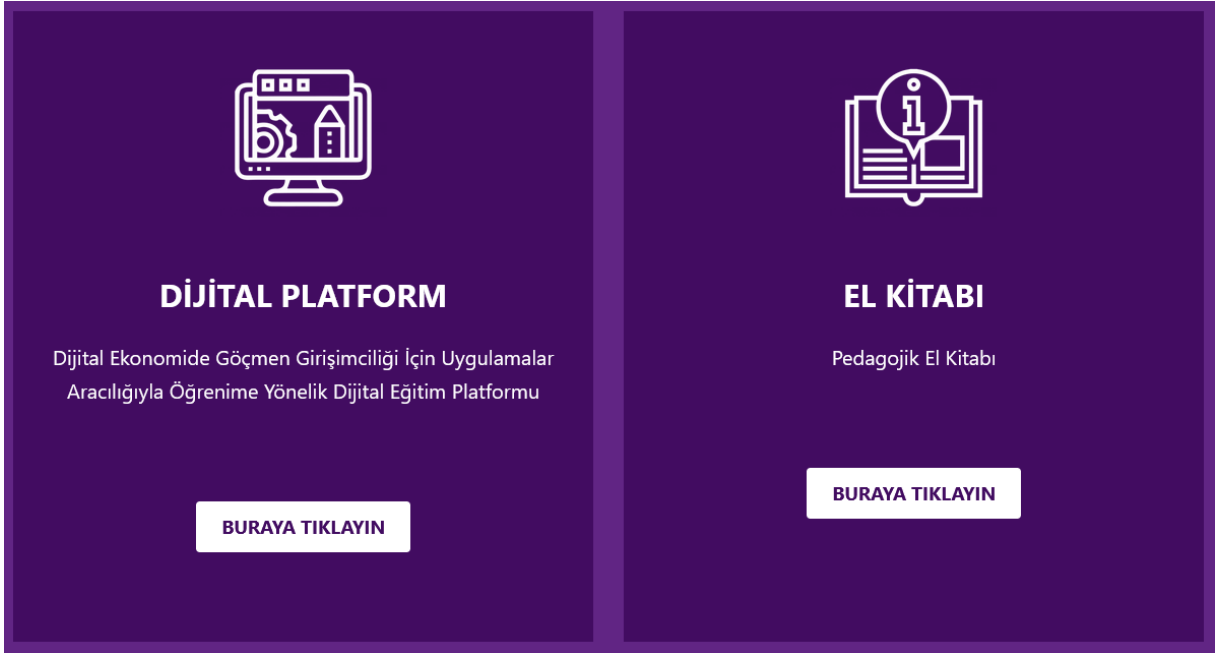 DİJİTAL PLATFORM
Dijital Ekonomide Göçmen Girişimciliği İçin Uygulamalar
Aracılığıyla Öğrenime Yönelik Dijital Eğitim Platformu
BURAYA TIKLAYIN
EL KİTABI
Pedagojik El Kitabı
BURAYA TIKLAYIN